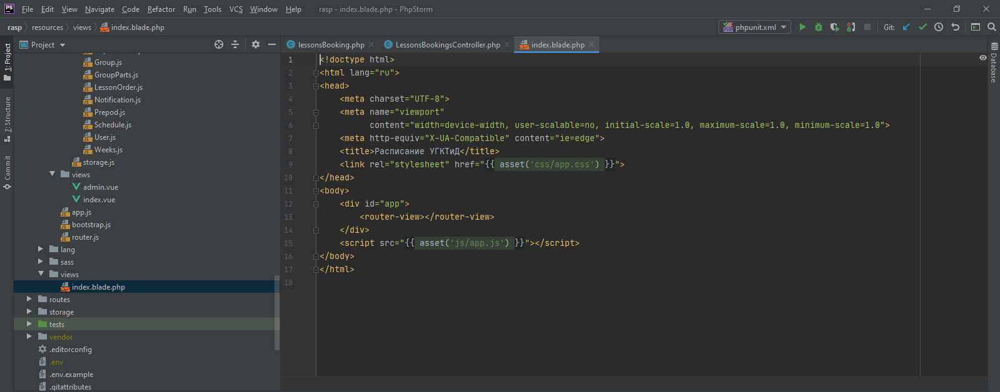 PS File Edit View Navigate Code Refactor Run Tools VCS Window Help rasp - index.blade.php - PhpStorm
rasp resources views index.blade.php phpunit.xml Git:
Project lessonsBooking.php LessonsBookingsController.php index.blade.php
1: Project
7: Structure
Commit
Group.js
GroupParts.js
LessonOrder.js
Notification.js
Prepod.js
Schedule.js
User.js
Weeks.js
storage.js
views
admin.vue
index.vue
app.js
bootstrap.js
router.js
lang
sass
views
index.blade.php
routes
storage
tests
vendor
.editorconfig
.env
.env.example
.gitattributes
1 <!doctype html>
2 <html lang="ru">
3 <head>
4 <meta charset="UTF-8">
5 <meta name="viewport"
6 content="width=device-width, user-scalable=no, initial-scale=1.0, maximum-scale=1.0, minimum-scale=1.0">
7 <meta http-equiv="X-UA-Compatible" content="ie=edge">
8 <title>Расписание УГКТиД</title>
9 <link rel="stylesheet" href="{{ asset('css/app.css') }}">
10 </head>
11 <body>
12 <div id="app">
13 <router-view></router-view>
14 </div>
15 <script src="{{ asset('js/app.js') }}"></script>
16 </body>
17 </html>
18
Database